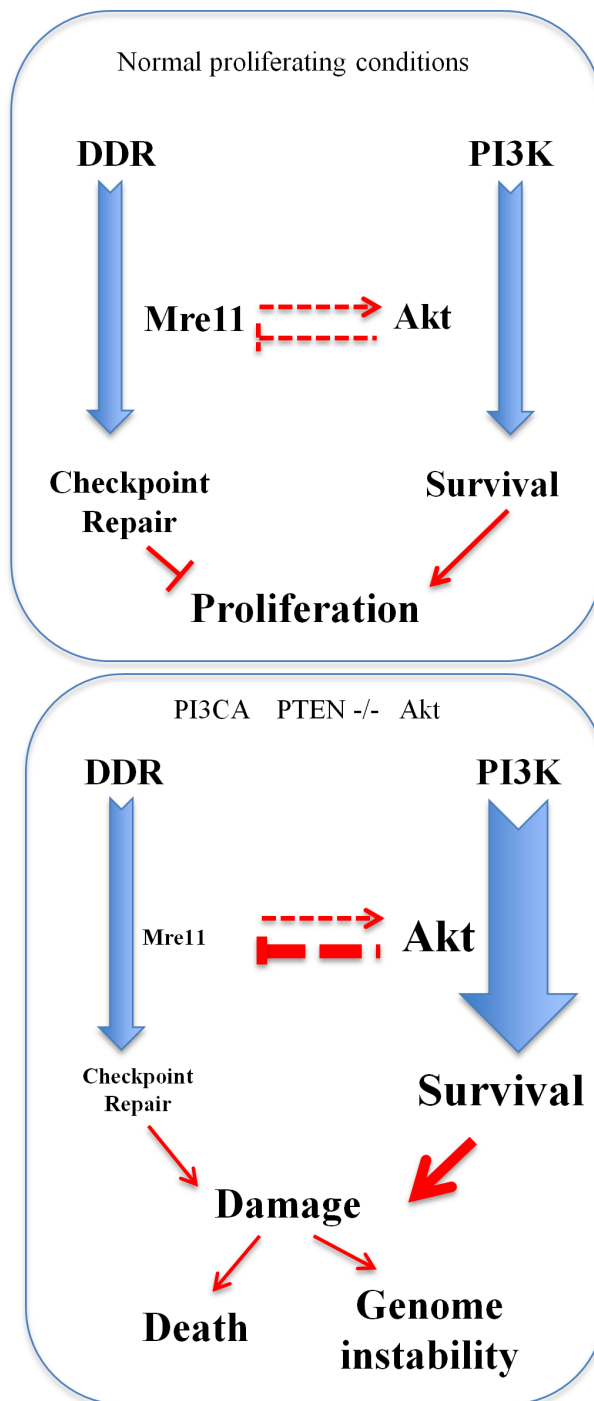 Normal proliferating conditions
DDR PI3K
Mre11 Akt
Checkpoint
Repair
Survival
Proliferation
PI3CA PTEN -/- Akt
DDR PI3K
Mre11 Akt
Checkpoint
Repair
Survival
Damage
Death
Genome
instability